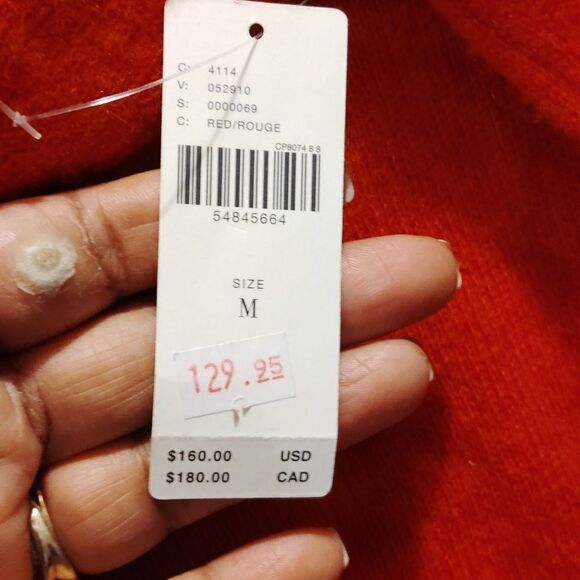 C: 4114
V: 052910
S: 0000069
C: RED/ROUGE
CP8074 8 8
54845664
SIZE
M
129.95
$160.00 USD
$180.00 CAD